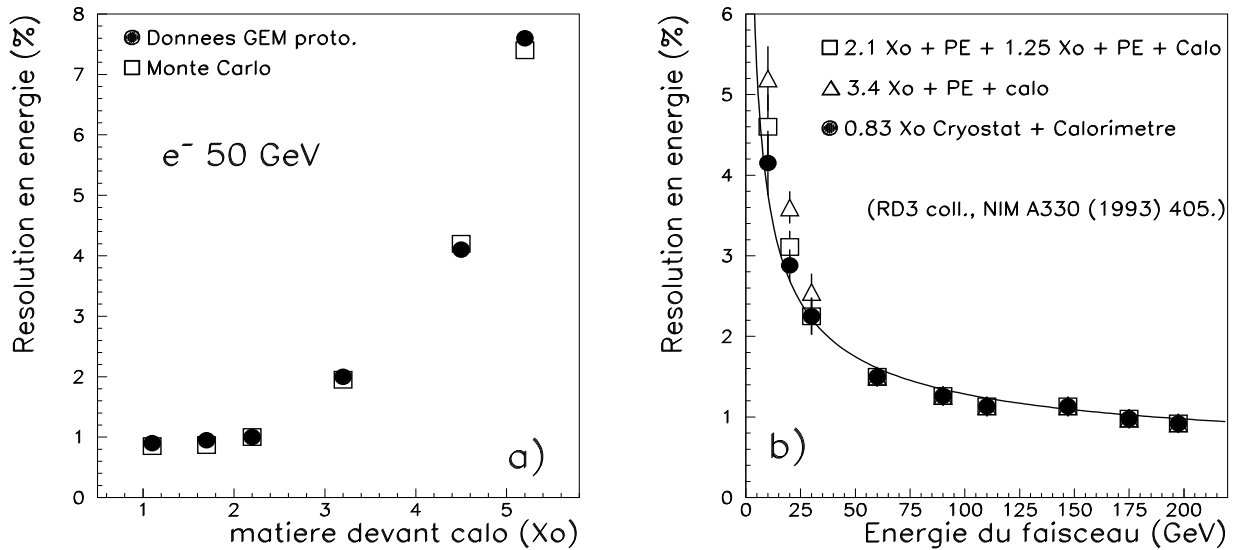 Resolution en energie (%)
8
7
6
5
4
3
2
1
0
Donnees GEM proto.
Monte Carlo
e⁻ 50 GeV
a)
1 2 3 4 5
matiere devant calo (Xo)
Resolution en energie (%)
6
5
4
3
2
1
0
2.1 Xo + PE + 1.25 Xo + PE + Calo
3.4 Xo + PE + calo
0.83 Xo Cryostat + Calorimetre
(RD3 coll., NIM A330 (1993) 405.)
b)
0 25 50 75 100 125 150 175 200
Energie du faisceau (GeV)